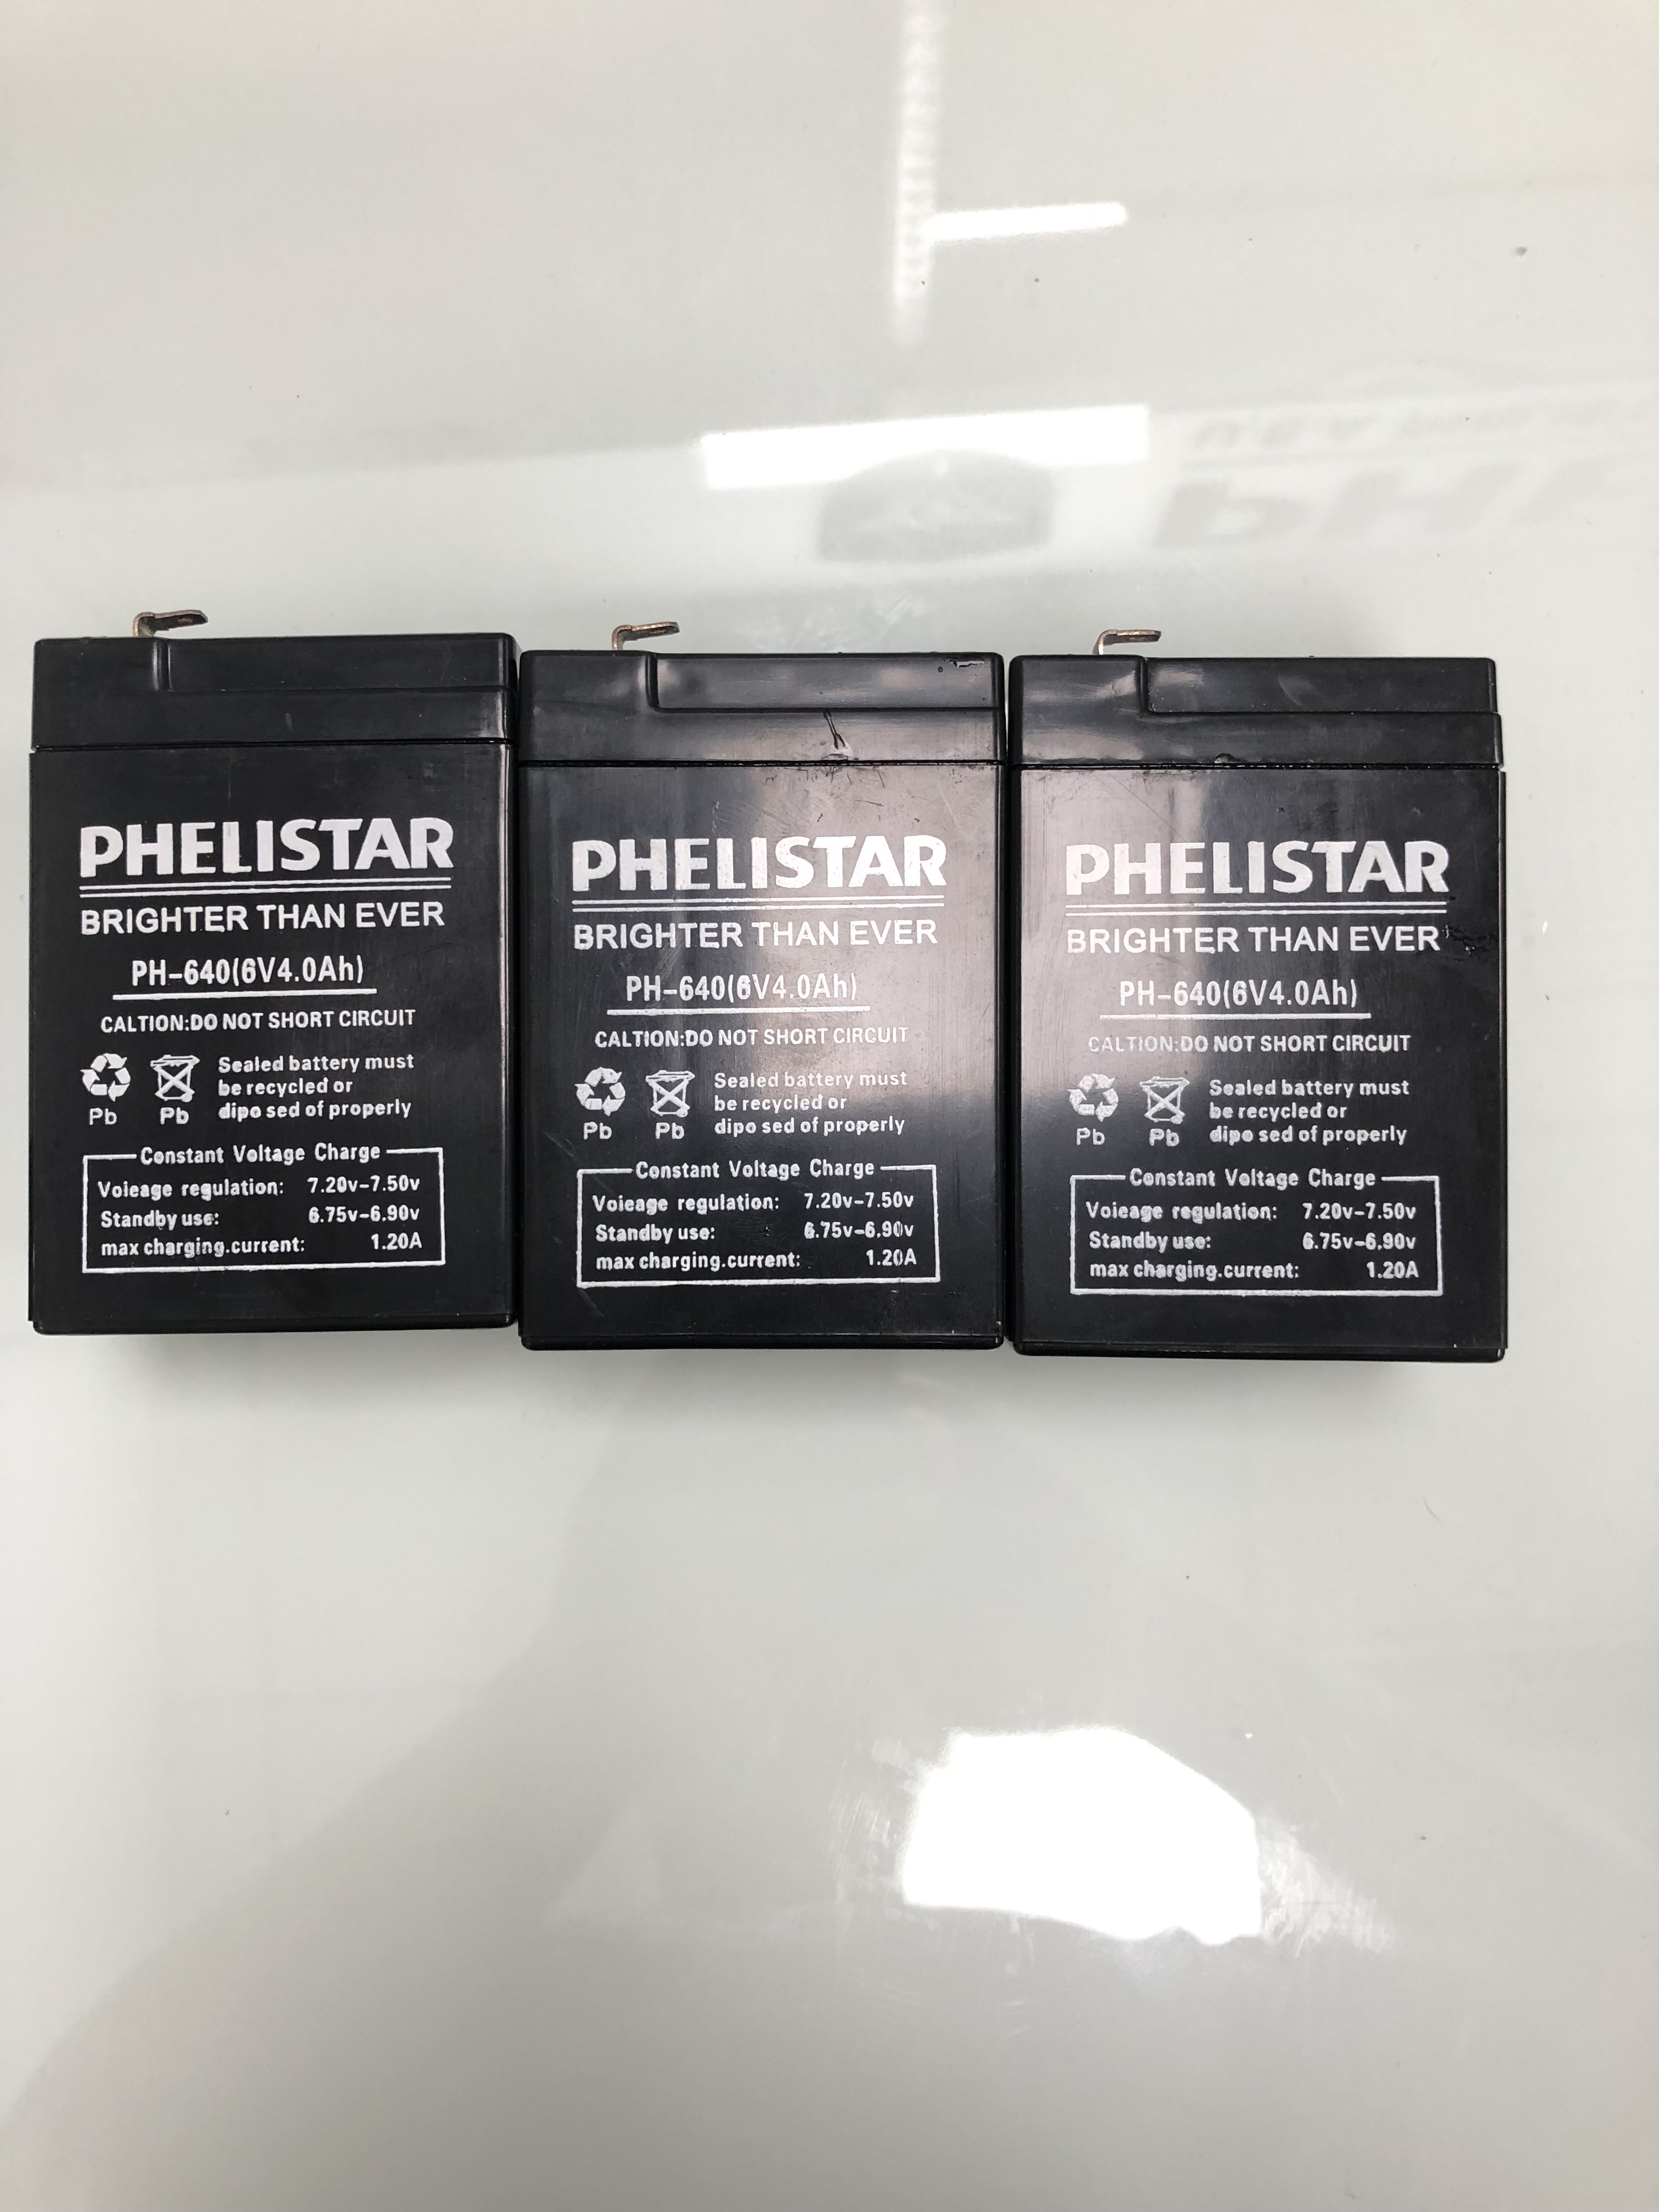 PHELISTAR
BRIGHTER THAN EVER
PH-640(6V4.0Ah)
CALTION:DO NOT SHORT CIRCUIT
Sealed battery must
be recycled or
dipo sed of properly
Pb Pb
Constant Voltage Charge
Voieage regulation: 7.20v-7.50v
Standby use: 6.75v-6.90v
max charging.current: 1.20A
PHELISTAR
BRIGHTER THAN EVER
PH-640(6V4.0Ah)
CALTION:DO NOT SHORT CIRCUIT
Sealed battery must
be recycled or
dipo sed of properly
Pb Pb
Constant Voltage Charge
Voieage regulation: 7.20v-7.50v
Standby use: 6.75v-6.90v
max charging.current: 1.20A
PHELISTAR
BRIGHTER THAN EVER
PH-640(6V4.0Ah)
CALTION:DO NOT SHORT CIRCUIT
Sealed battery must
be recycled or
dipo sed of properly
Pb Pb
Constant Voltage Charge
Voieage regulation: 7.20v-7.50v
Standby use: 6.75v-6.90v
max charging.current: 1.20A